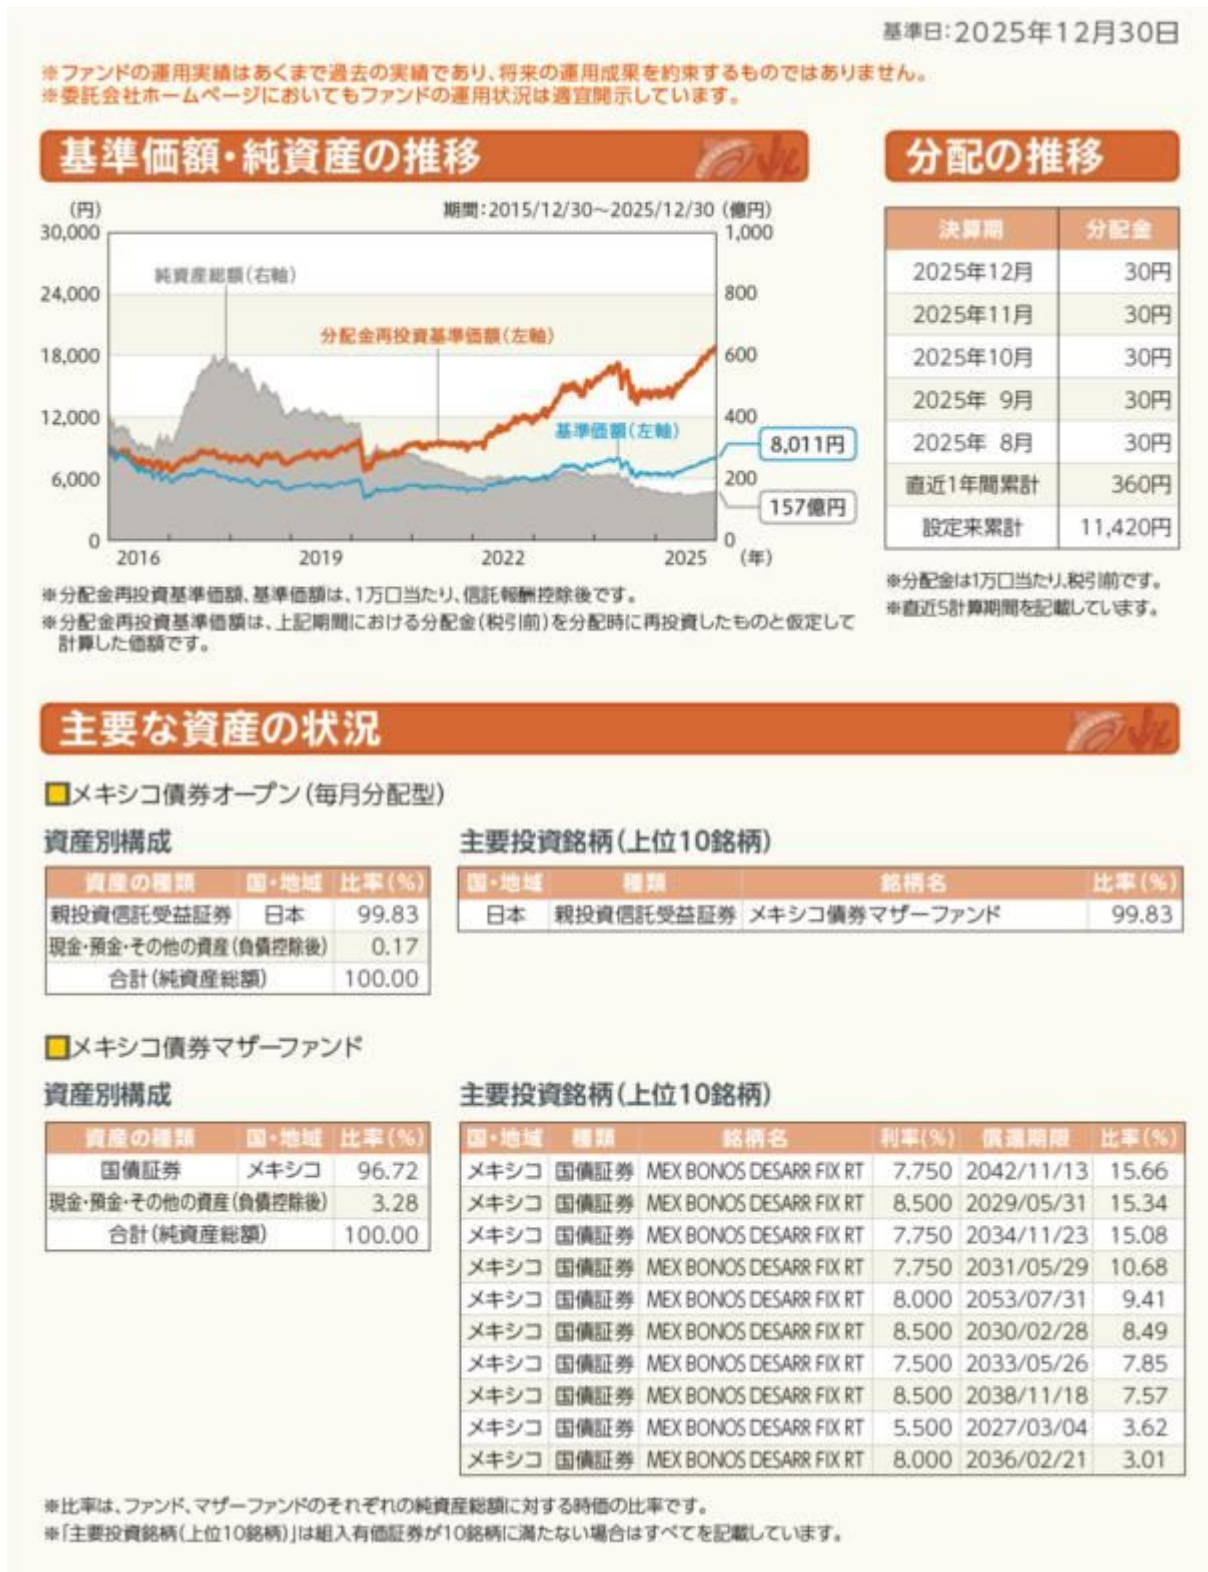 基準日:2025年12月30日
※ファンドの運用実績はあくまで過去の実績であり、将来の運用成果を約束するものではありません。
※委託会社ホームページにおいてもファンドの運用状況は適宜開示しています。
基準価額・純資産の推移
(円)
期間:2015/12/30～2025/12/30 (億円)
30,000
24,000
18,000
12,000
6,000
0
1,000
800
600
400
200
0
純資産総額(右軸)
分配金再投資基準価額(左軸)
基準価額(左軸)
8,011円
157億円
2016 2019 2022 2025 (年)
※分配金再投資基準価額、基準価額は、1万口当たり、信託報酬控除後です。
※分配金再投資基準価額は、上記期間における分配金(税引前)を分配時に再投資したものと仮定して
計算した価額です。
分配の推移
決算期 分配金
2025年12月 30円
2025年11月 30円
2025年10月 30円
2025年 9月 30円
2025年 8月 30円
直近1年間累計 360円
設定来累計 11,420円
※分配金は1万口当たり、税引前です。
※直近5計算期間を記載しています。
主要な資産の状況
メキシコ債券オープン(毎月分配型)
資産別構成
資産の種類 国・地域 比率(%)
親投資信託受益証券 日本 99.83
現金・預金・その他の資産(負債控除後) 0.17
合計(純資産総額) 100.00
主要投資銘柄(上位10銘柄)
国・地域 種類 銘柄名 比率(%)
日本 親投資信託受益証券 メキシコ債券マザーファンド 99.83
メキシコ債券マザーファンド
資産別構成
資産の種類 国・地域 比率(%)
国債証券 メキシコ 96.72
現金・預金・その他の資産(負債控除後) 3.28
合計(純資産総額) 100.00
主要投資銘柄(上位10銘柄)
国・地域 種類 銘柄名 利率(%) 償還期限 比率(%)
メキシコ 国債証券 MEX BONOS DESARR FIX RT 7.750 2042/11/13 15.66
メキシコ 国債証券 MEX BONOS DESARR FIX RT 8.500 2029/05/31 15.34
メキシコ 国債証券 MEX BONOS DESARR FIX RT 7.750 2034/11/23 15.08
メキシコ 国債証券 MEX BONOS DESARR FIX RT 7.750 2031/05/29 10.68
メキシコ 国債証券 MEX BONOS DESARR FIX RT 8.000 2053/07/31 9.41
メキシコ 国債証券 MEX BONOS DESARR FIX RT 8.500 2030/02/28 8.49
メキシコ 国債証券 MEX BONOS DESARR FIX RT 7.500 2033/05/26 7.85
メキシコ 国債証券 MEX BONOS DESARR FIX RT 8.500 2038/11/18 7.57
メキシコ 国債証券 MEX BONOS DESARR FIX RT 5.500 2027/03/04 3.62
メキシコ 国債証券 MEX BONOS DESARR FIX RT 8.000 2036/02/21 3.01
※比率は、ファンド、マザーファンドのそれぞれの純資産総額に対する時価の比率です。
※「主要投資銘柄(上位10銘柄)」は組入有価証券が10銘柄に満たない場合はすべてを記載しています。